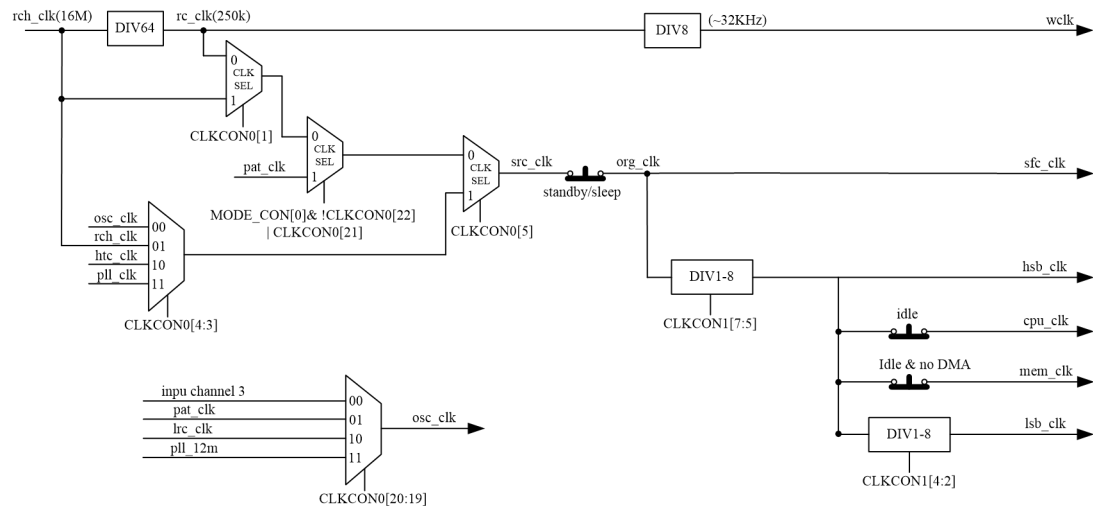 rch_clk(16M)
DIV64
rc_clk(250k)
DIV8
(~32KHz)
wclk
0
CLK
SEL
1
CLKCON0[1]
0
CLK
SEL
1
pat_clk
MODE_CON[0]& !CLKCON0[22]
| CLKCON0[21]
0
CLK
SEL
1
CLKCON0[5]
src_clk
standby/sleep
org_clk
sfc_clk
osc_clk
rch_clk
htc_clk
pll_clk
00
01
10
11
CLKCON0[4:3]
DIV1-8
CLKCON1[7:5]
hsb_clk
idle
cpu_clk
Idle & no DMA
mem_clk
DIV1-8
CLKCON1[4:2]
lsb_clk
inpu channel 3
pat_clk
lrc_clk
pll_12m
00
01
10
11
osc_clk
CLKCON0[20:19]